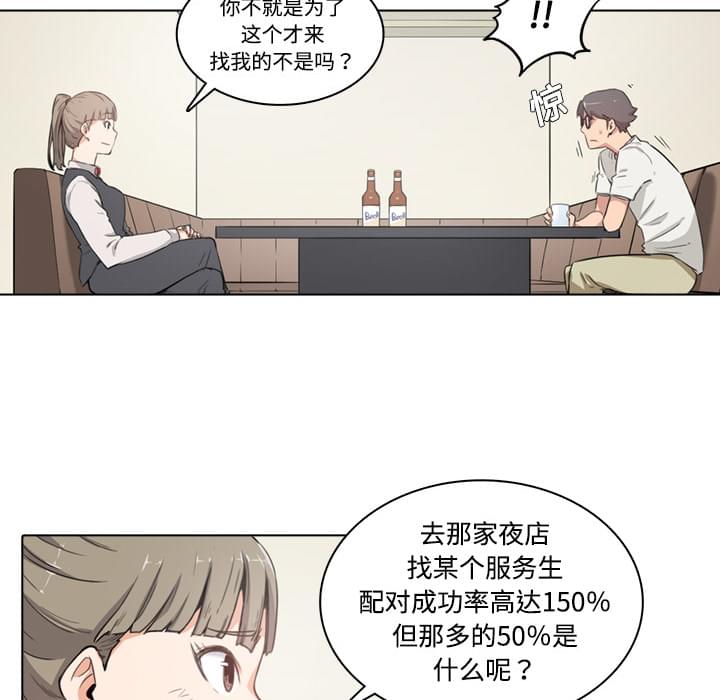 你不就是为了
这个才来
找我的不是吗？
!!
惊
Buroll
Buroll
去那家夜店
找某个服务生
配对成功率高达150%
但那多的50%是
什么呢？